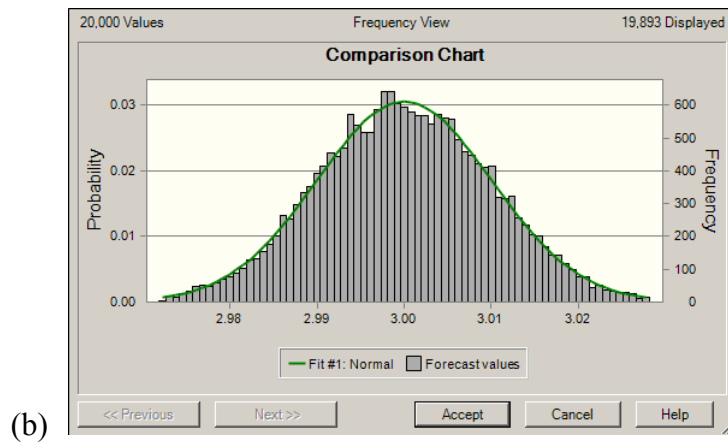 20,000 Values Frequency View 19,893 Displayed
Comparison Chart
0.03
0.02
0.01
0.00
Probability
600
500
400
300
200
100
0
Frequency
2.98 2.99 3.00 3.01 3.02
Fit #1: Normal Forecast values
<< Previous Next >> Accept Cancel Help
(b)